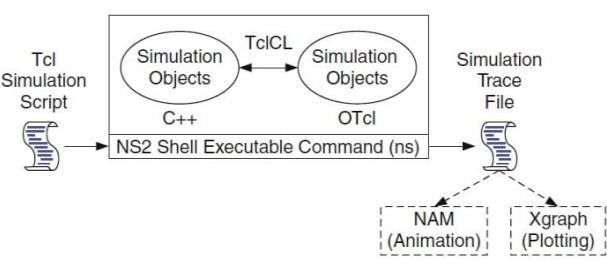 Tcl
Simulation
Script
TclCL
Simulation
Objects
Simulation
Objects
C++
OTcl
NS2 Shell Executable Command (ns)
Simulation
Trace
File
NAM
(Animation)
Xgraph
(Plotting)